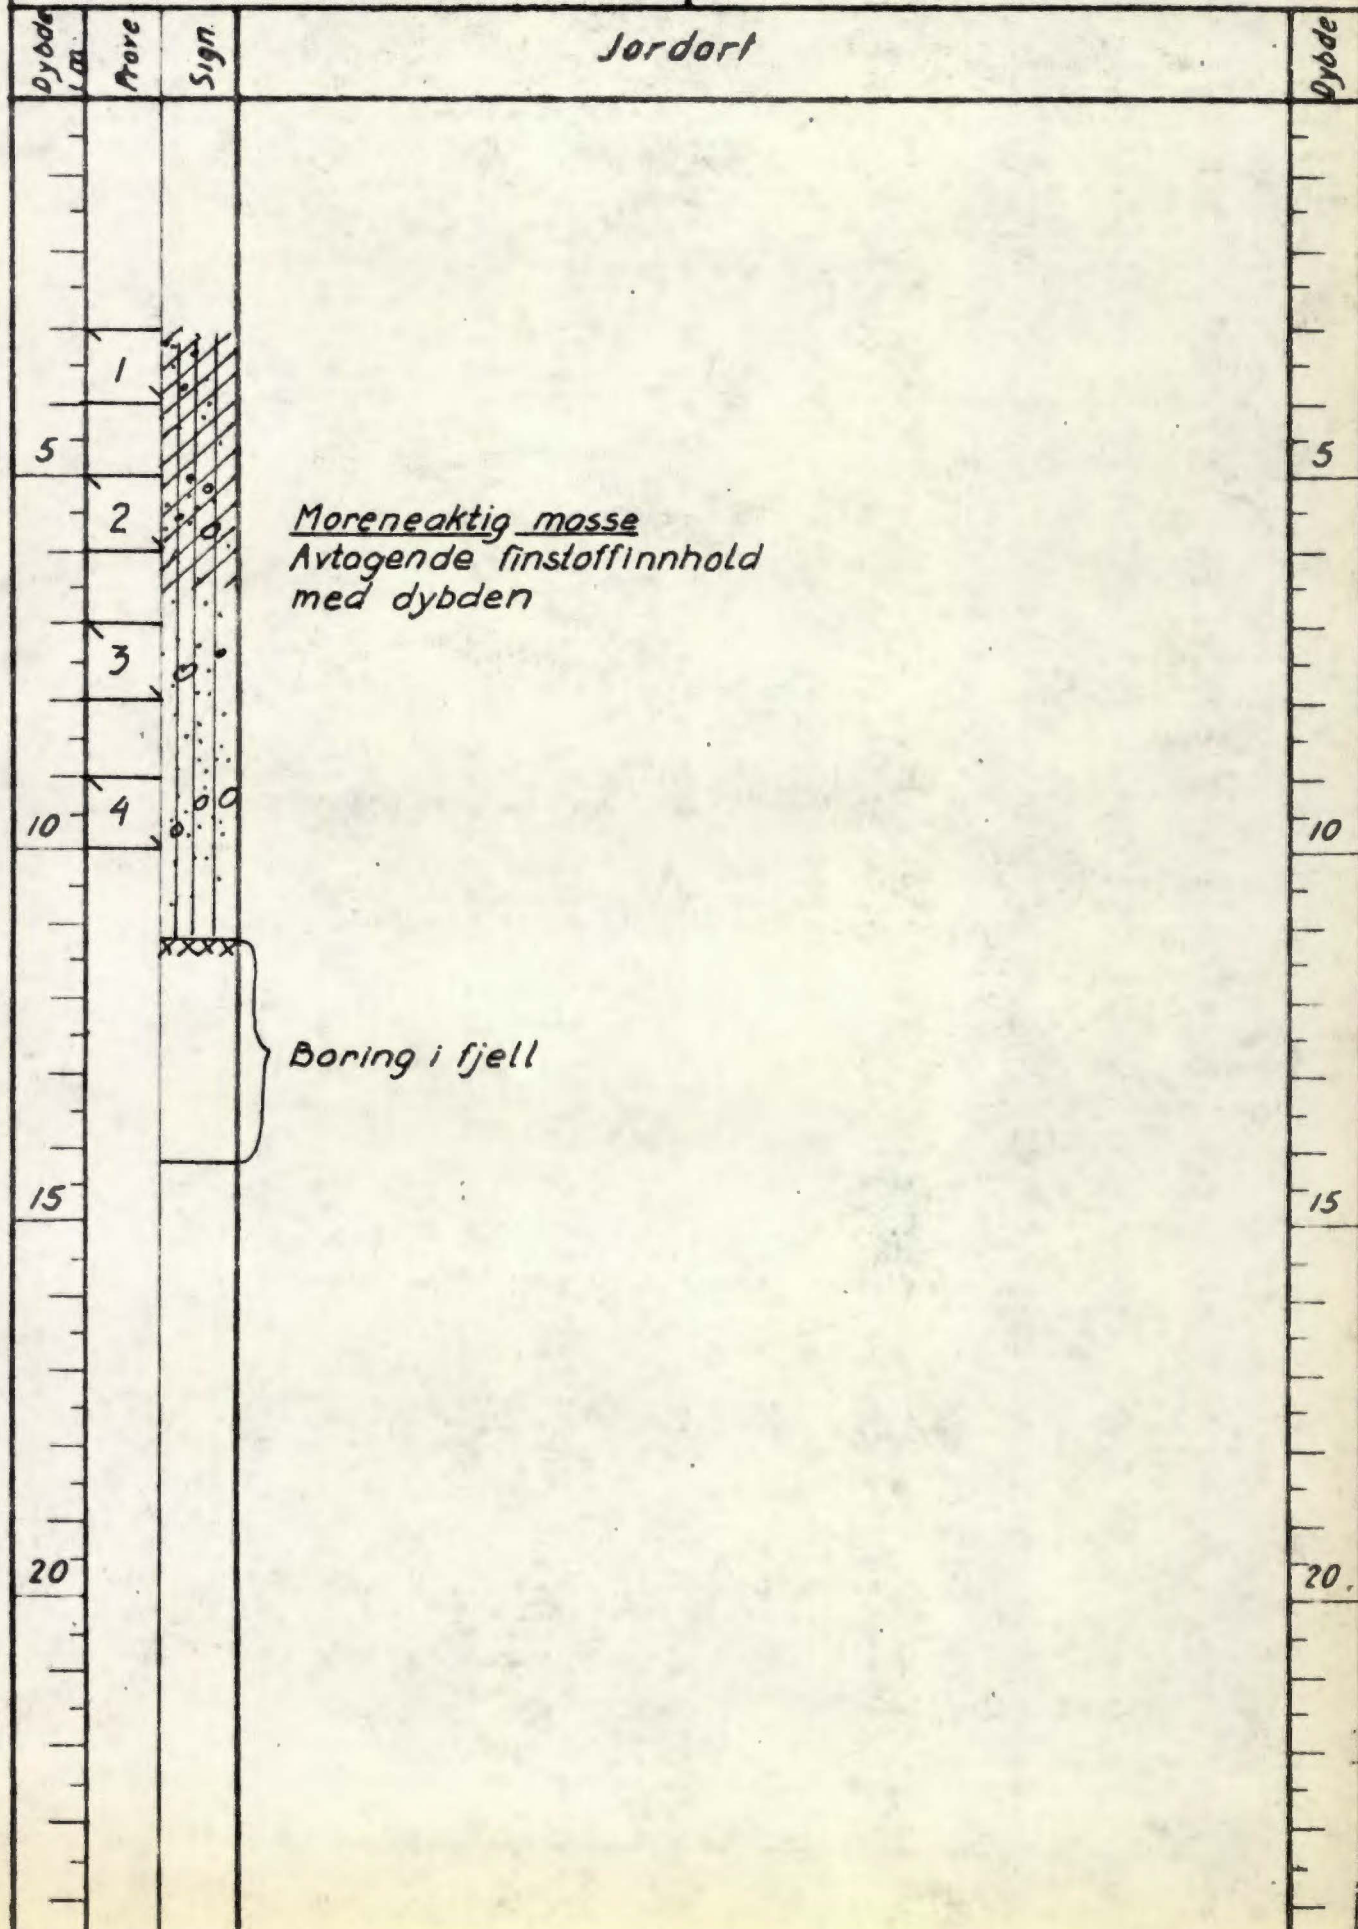 Dybde i m
Prøve
Sign.
Jordart
Dybde
1
5
5
2
Moreneaktig masse
Avtagende finstoffinnhold
med dybden
3
4
10
10
Boring i fjell
15
15
20
20